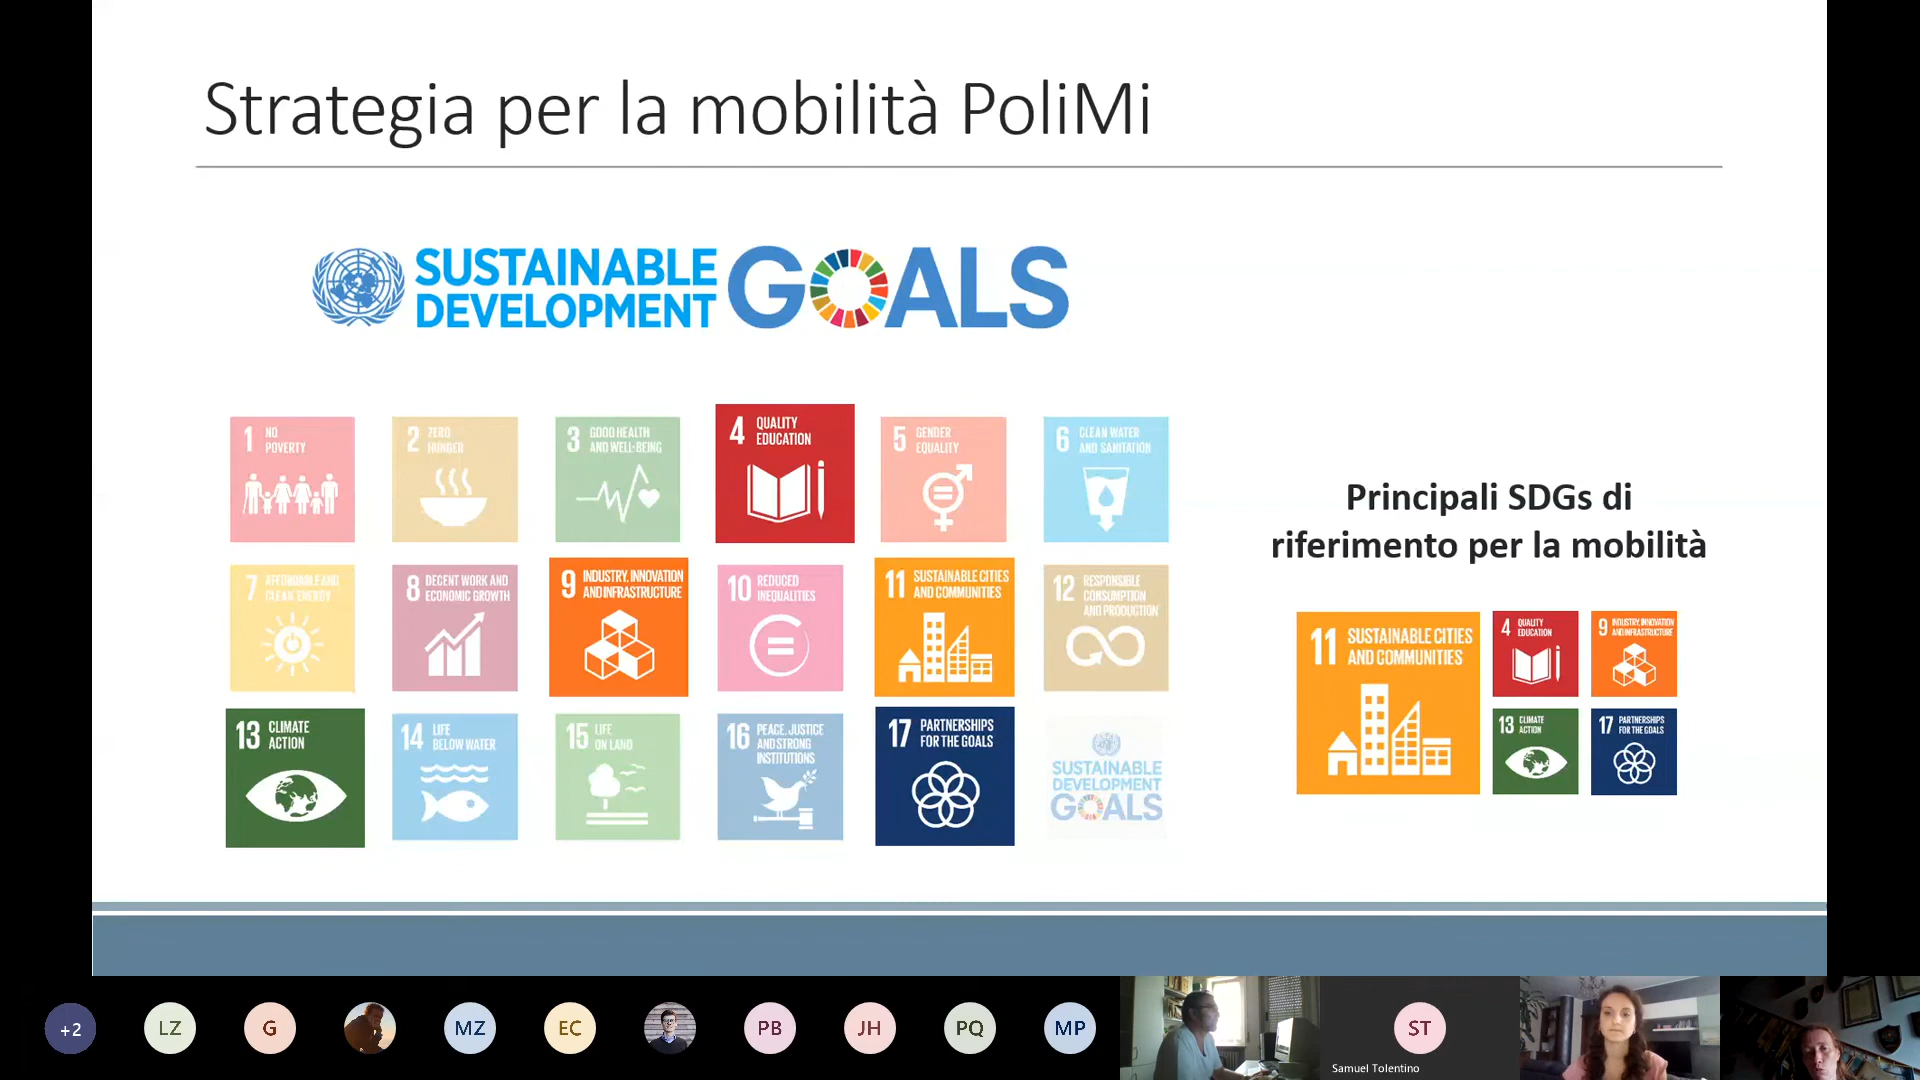 Strategia per la mobilità PoliMi
SUSTAINABLE
DEVELOPMENT
GOALS
1 NO
POVERTY
2 ZERO
HUNGER
3 GOOD HEALTH
AND WELL-BEING
4 QUALITY
EDUCATION
5 GENDER
EQUALITY
6 CLEAN WATER
AND SANITATION
7 AFFORDABLE AND
CLEAN ENERGY
8 DECENT WORK AND
ECONOMIC GROWTH
9 INDUSTRY, INNOVATION
AND INFRASTRUCTURE
10 REDUCED
INEQUALITIES
11 SUSTAINABLE CITIES
AND COMMUNITIES
12 RESPONSIBLE
CONSUMPTION
AND PRODUCTION
13 CLIMATE
ACTION
14 LIFE
BELOW WATER
15 LIFE
ON LAND
16 PEACE, JUSTICE
AND STRONG
INSTITUTIONS
17 PARTNERSHIPS
FOR THE GOALS
SUSTAINABLE
DEVELOPMENT
GOALS
Principali SDGs di
riferimento per la mobilità
11 SUSTAINABLE CITIES
AND COMMUNITIES
4 QUALITY
EDUCATION
9 INDUSTRY, INNOVATION
AND INFRASTRUCTURE
13 CLIMATE
ACTION
17 PARTNERSHIPS
FOR THE GOALS
+2
LZ
G
MZ
EC
PB
JH
PQ
MP
ST
Samuel Tolentino